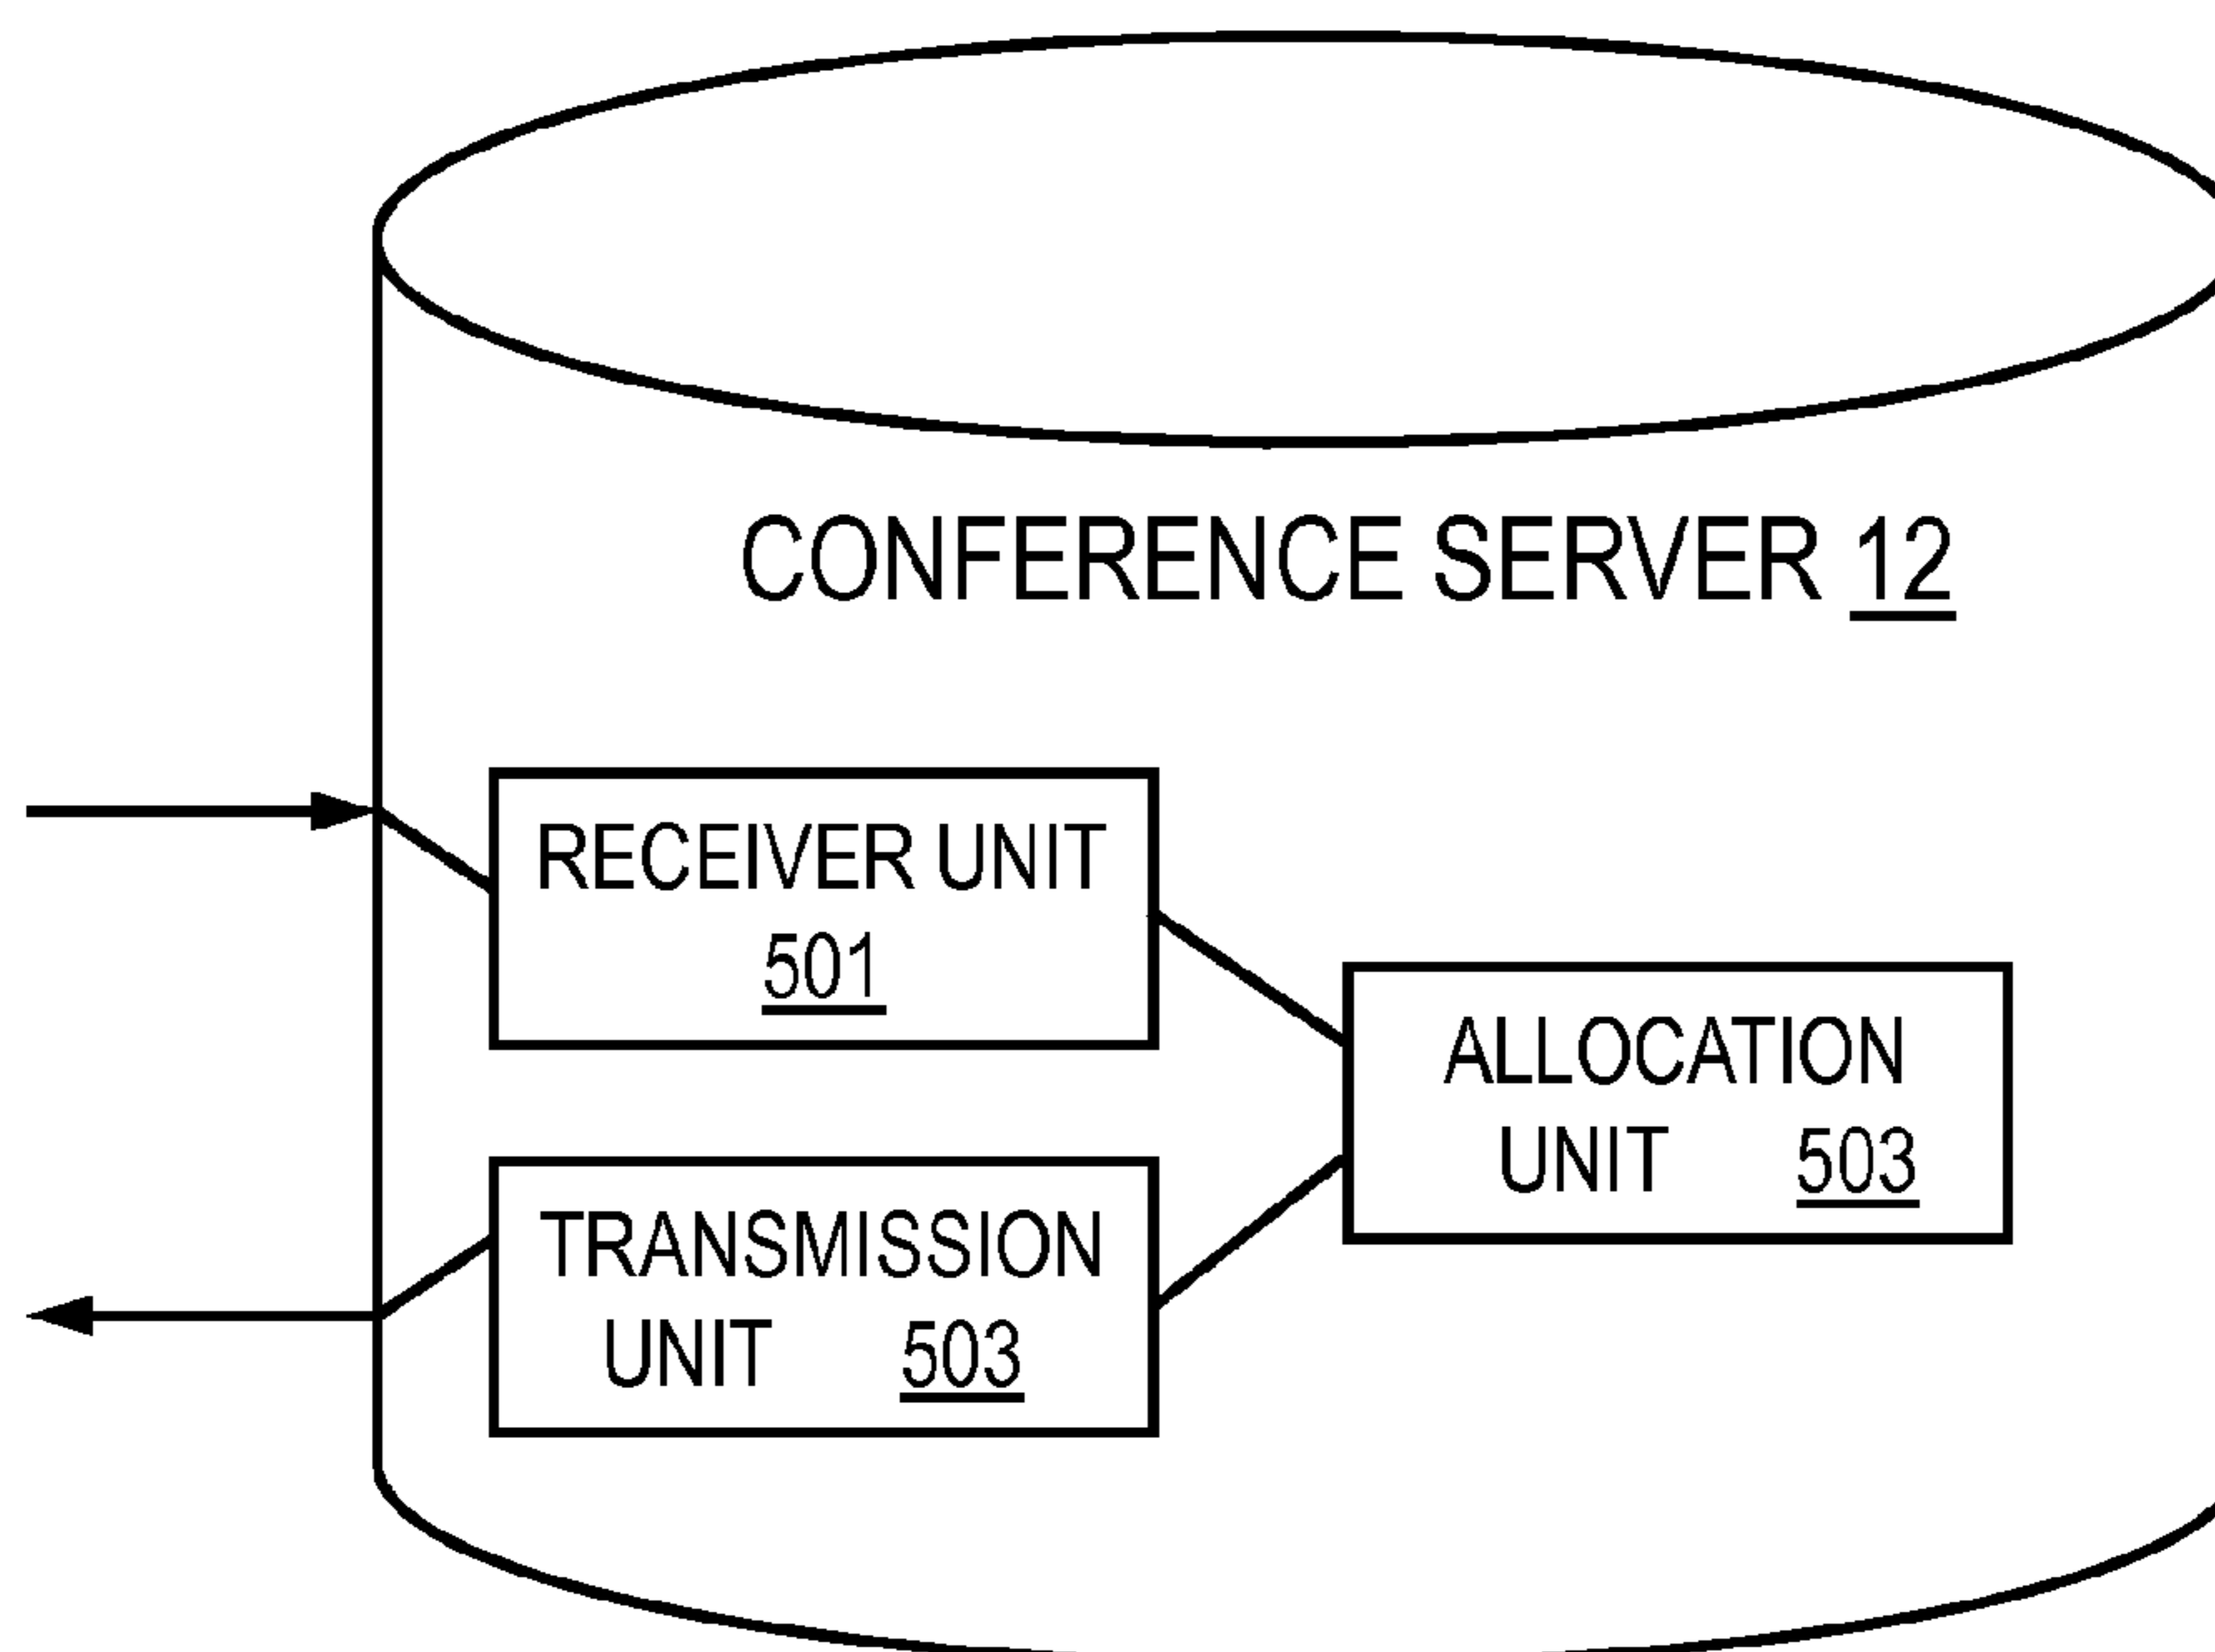 CONFERENCE SERVER 12
RECEIVER UNIT
501
ALLOCATION
UNIT 503
TRANSMISSION
UNIT 503